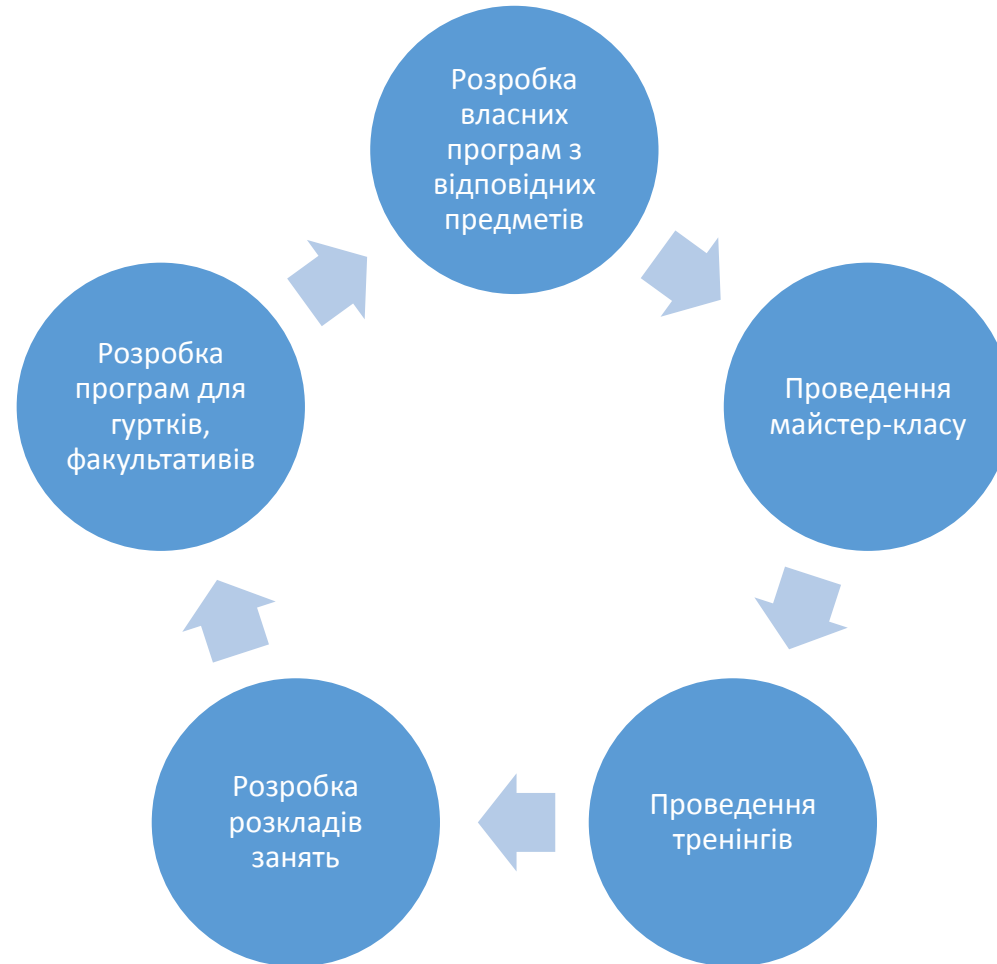 Розробка
власних
програм з
відповідних
предметів
Проведення
майстер-класу
Проведення
тренінгів
Розробка
розкладів
занять
Розробка
програм для
гуртків,
факультативів